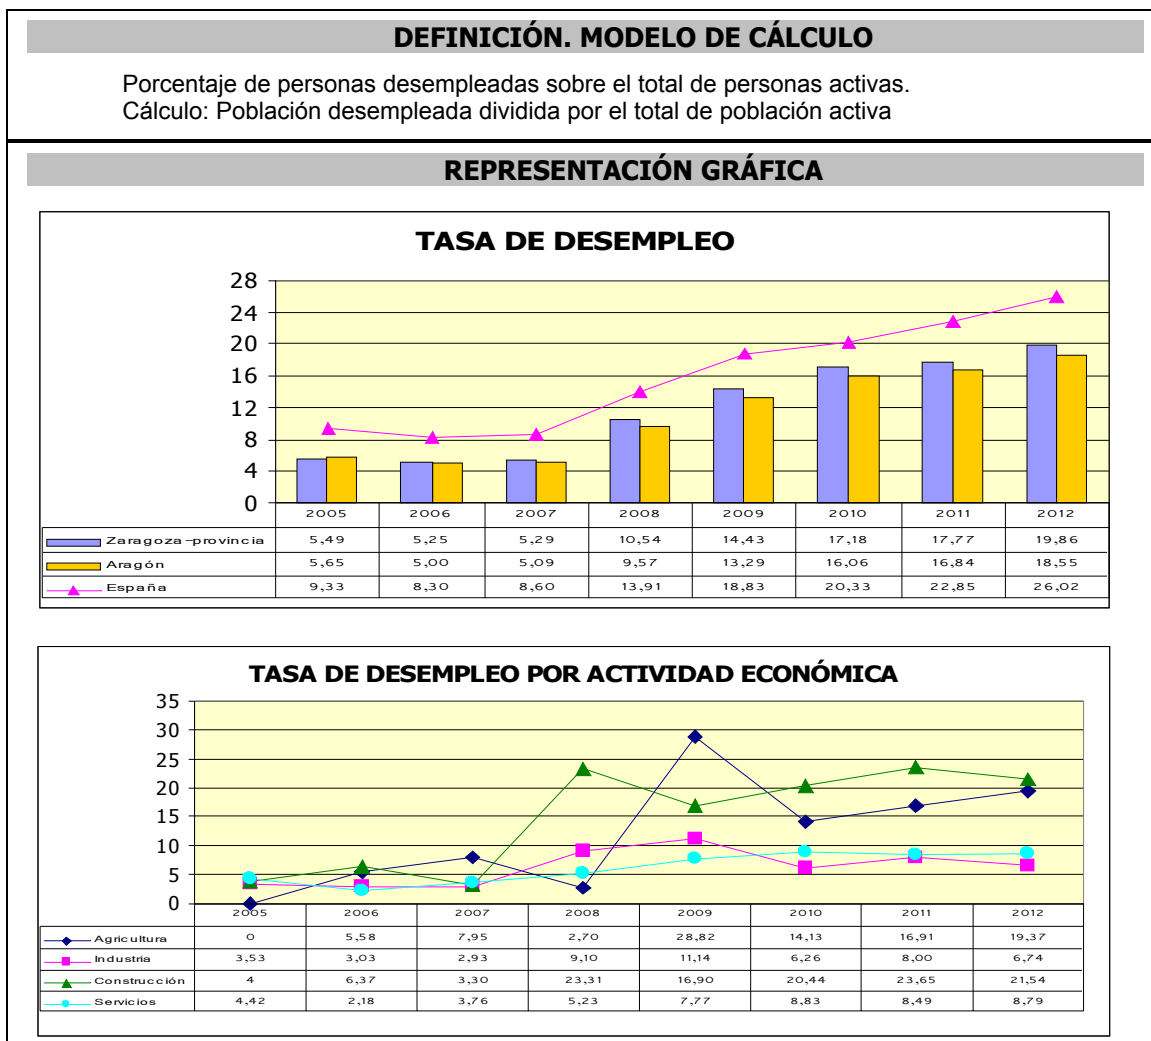 DEFINICIÓN. MODELO DE CÁLCULO
Porcentaje de personas desempleadas sobre el total de personas activas.
Cálculo: Población desempleada dividida por el total de población activa
REPRESENTACIÓN GRÁFICA
TASA DE DESEMPLEO
28
24
20
16
12
8
4
0
2005 2006 2007 2008 2009 2010 2011 2012
Zaragoza-provincia 5,49 5,25 5,29 10,54 14,43 17,18 17,77 19,86
Aragón 5,65 5,00 5,09 9,57 13,29 16,06 16,84 18,55
España 9,33 8,30 8,60 13,91 18,83 20,33 22,85 26,02
TASA DE DESEMPLEO POR ACTIVIDAD ECONÓMICA
35
30
25
20
15
10
5
0
2005 2006 2007 2008 2009 2010 2011 2012
Agricultura 0 5,58 7,95 2,70 28,82 14,13 16,91 19,37
Industria 3,53 3,03 2,93 9,10 11,14 6,26 8,00 6,74
Construcción 4 6,37 3,30 23,31 16,90 20,44 23,65 21,54
Servicios 4,42 2,18 3,76 5,23 7,77 8,83 8,49 8,79